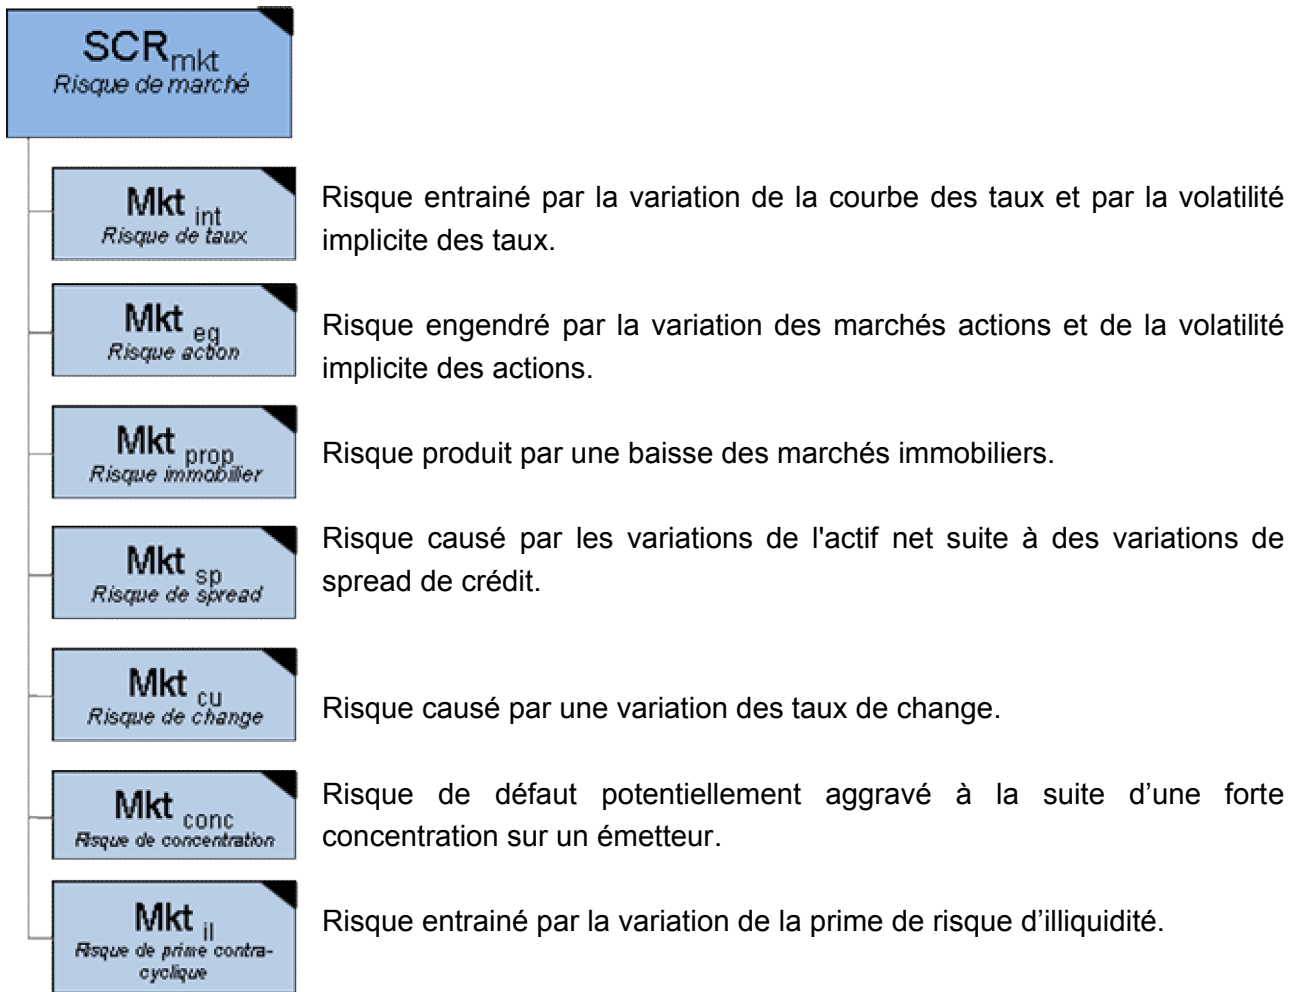 SCRmkt
Risque de marché
Mkt int
Risque de taux
Risque entrainé par la variation de la courbe des taux et par la volatilité
implicite des taux.
Mkt eq
Risque action
Risque engendré par la variation des marchés actions et de la volatilité
implicite des actions.
Mkt prop
Risque immobilier
Risque produit par une baisse des marchés immobiliers.
Mkt sp
Risque de spread
Risque causé par les variations de l'actif net suite à des variations de
spread de crédit.
Mkt cu
Risque de change
Risque causé par une variation des taux de change.
Mkt conc
Risque de concentration
Risque de défaut potentiellement aggravé à la suite d’une forte
concentration sur un émetteur.
Mkt il
Risque de prime contra-
cyclique
Risque entrainé par la variation de la prime de risque d’illiquidité.